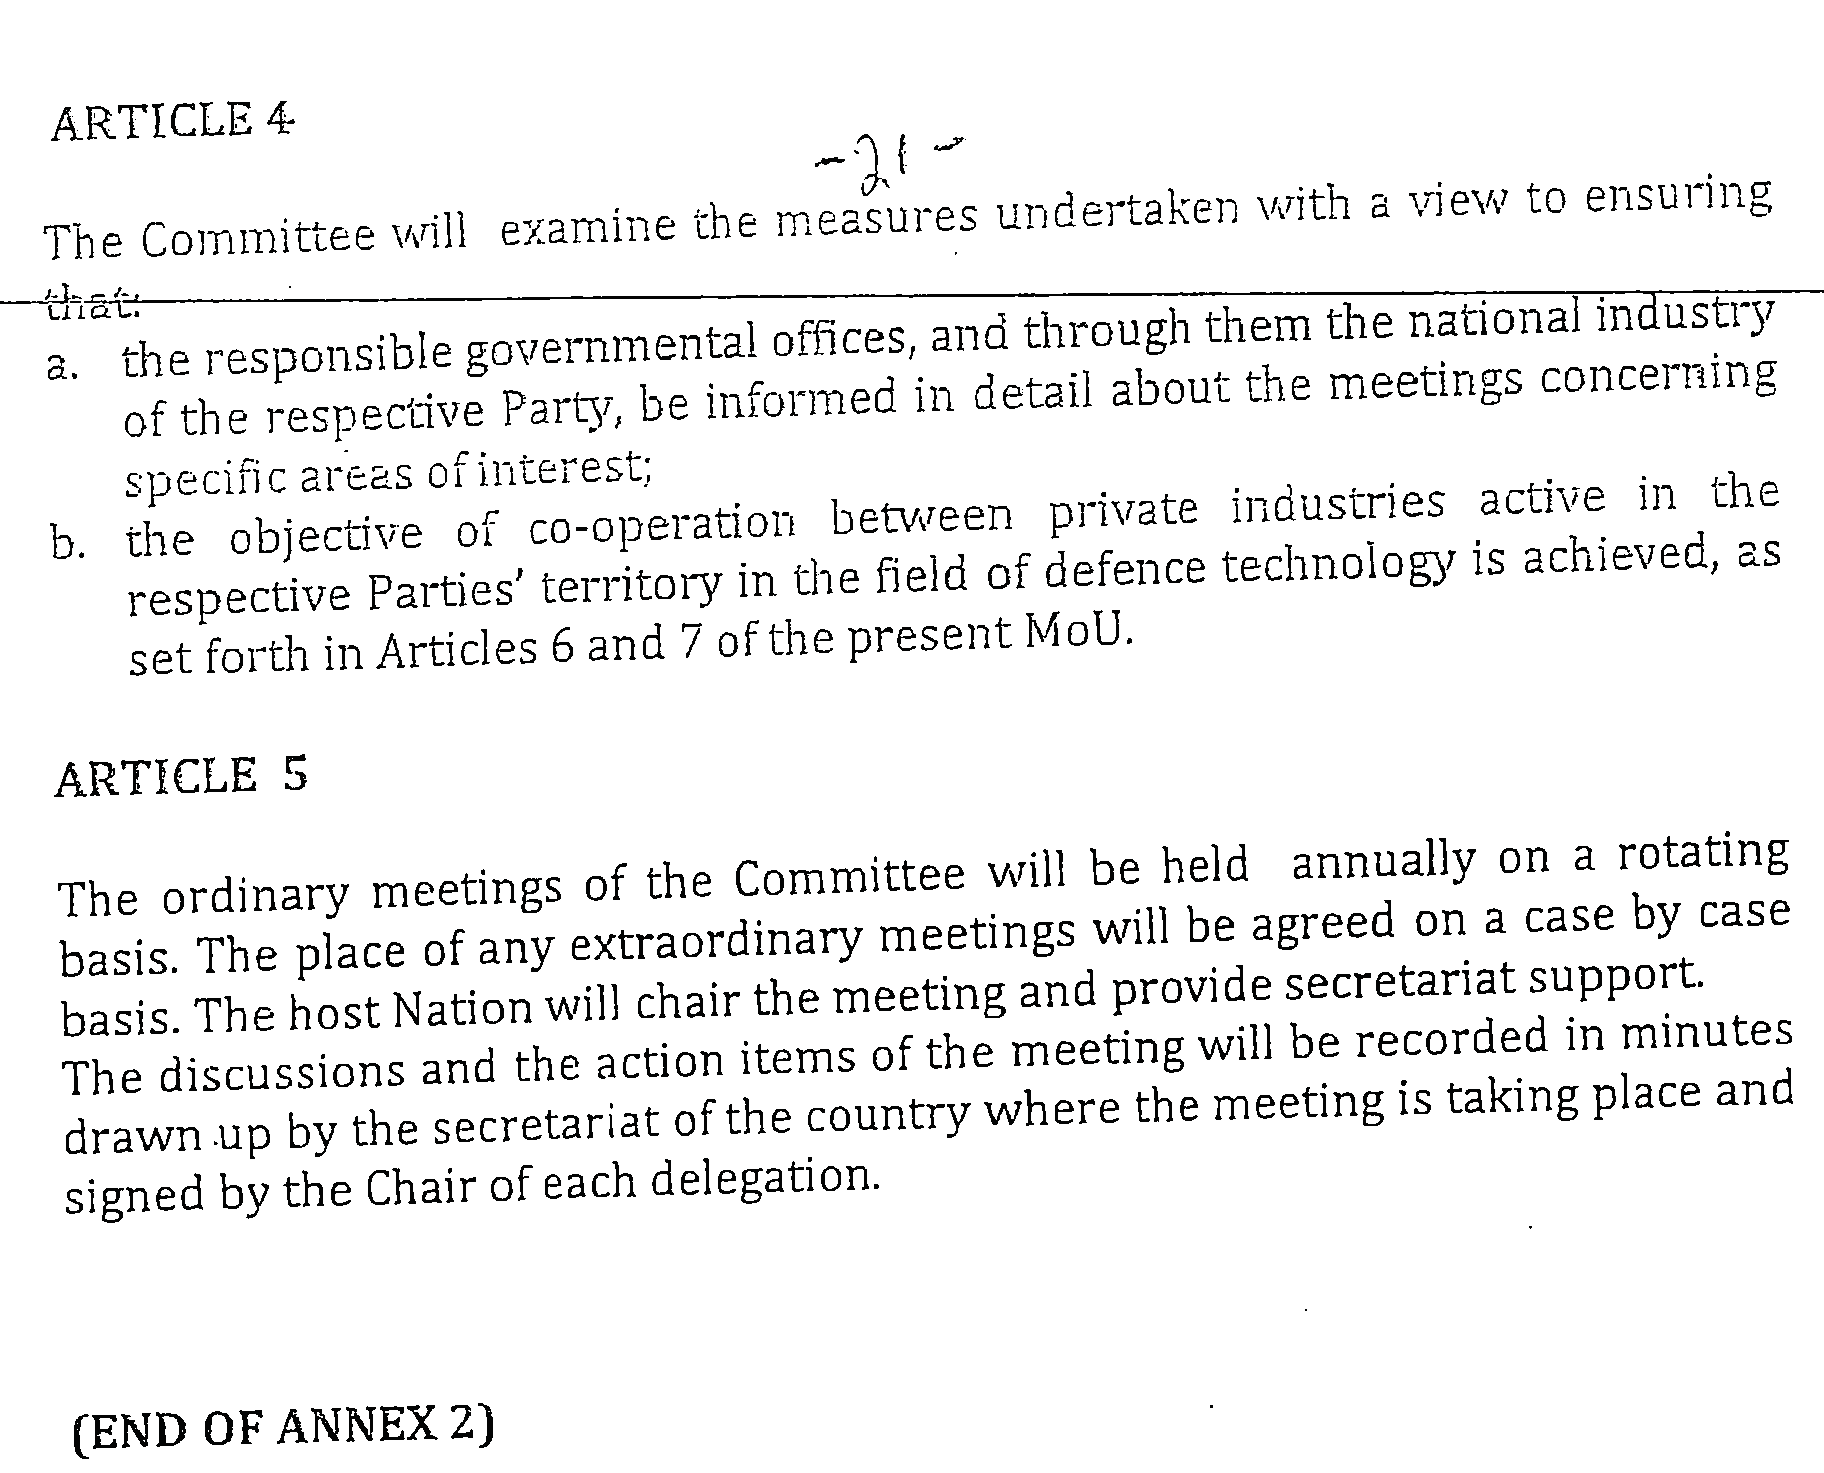 ARTICLE 4
-21-
The Committee will examine the measures undertaken with a view to ensuring
that:
a. the responsible governmental offices, and through them the national industry
of the respective Party, be informed in detail about the meetings concerning
specific areas of interest;
b. the objective of co-operation between private industries active in the
respective Parties' territory in the field of defence technology is achieved, as
set forth in Articles 6 and 7 of the present MoU.
ARTICLE 5
The ordinary meetings of the Committee will be held annually on a rotating
basis. The place of any extraordinary meetings will be agreed on a case by case
basis. The host Nation will chair the meeting and provide secretariat support.
The discussions and the action items of the meeting will be recorded in minutes
drawn up by the secretariat of the country where the meeting is taking place and
signed by the Chair of each delegation.
(END OF ANNEX 2)